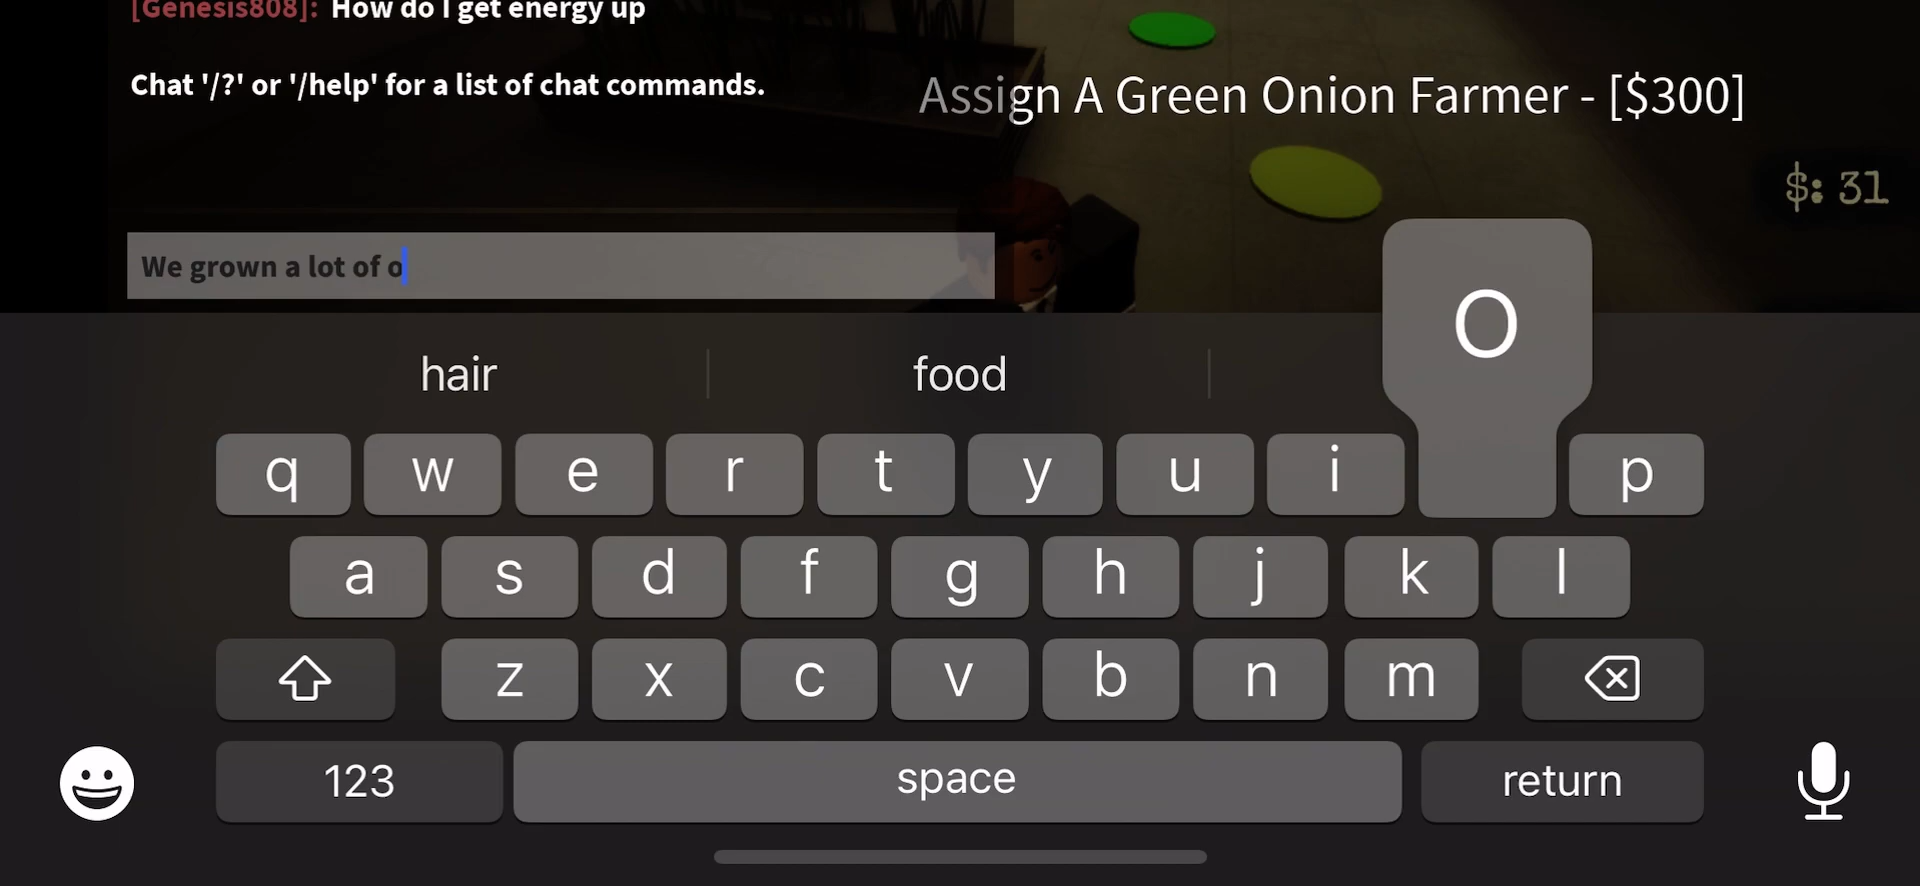 [Genesis808]: How do I get energy up
Chat '/?' or '/help' for a list of chat commands.
Assign A Green Onion Farmer - [$300]
$: 31
We grown a lot of o
hair
food
O
q w e r t y u i p
a s d f g h j k l
z x c v b n m
123
space
return